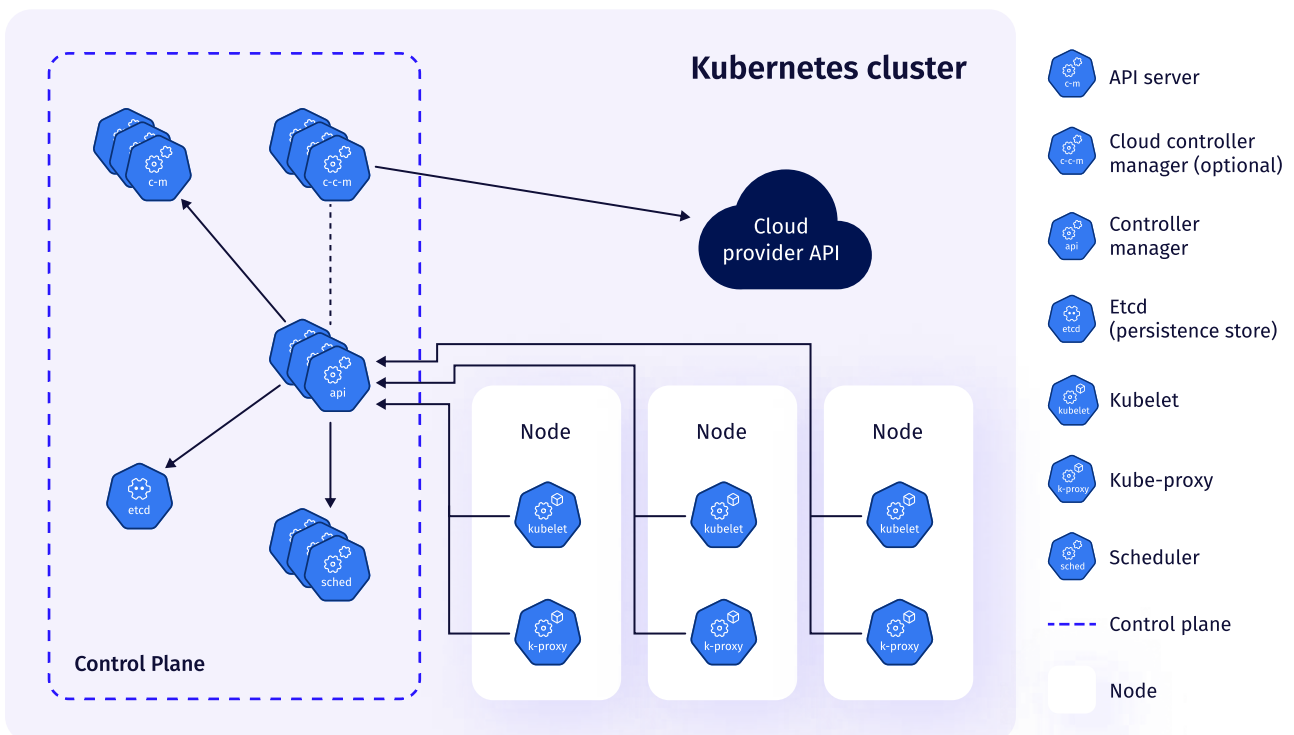 Kubernetes cluster
c-m
c-c-m
Cloud
provider API
api
etcd
sched
Control Plane
Node
kubelet
k-proxy
Node
kubelet
k-proxy
Node
kubelet
k-proxy
c-m
API server
c-c-m
Cloud controller
manager (optional)
api
Controller
manager
etcd
Etcd
(persistence store)
kubelet
Kubelet
k-proxy
Kube-proxy
sched
Scheduler
Control plane
Node